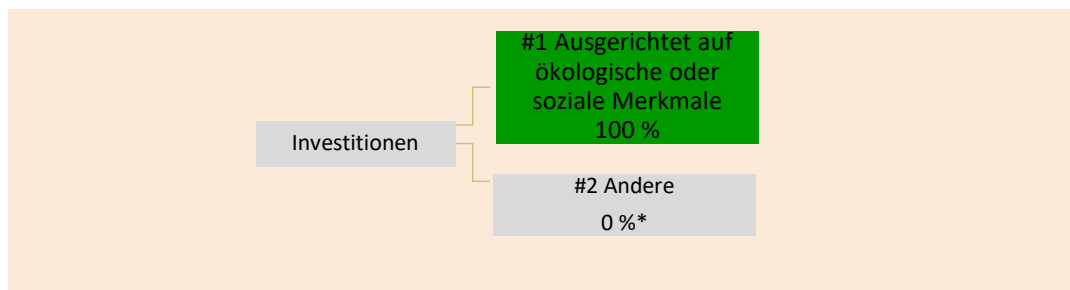 #1 Ausgerichtet auf
ökologische oder
soziale Merkmale
100 %
Investitionen
#2 Andere
0 %*